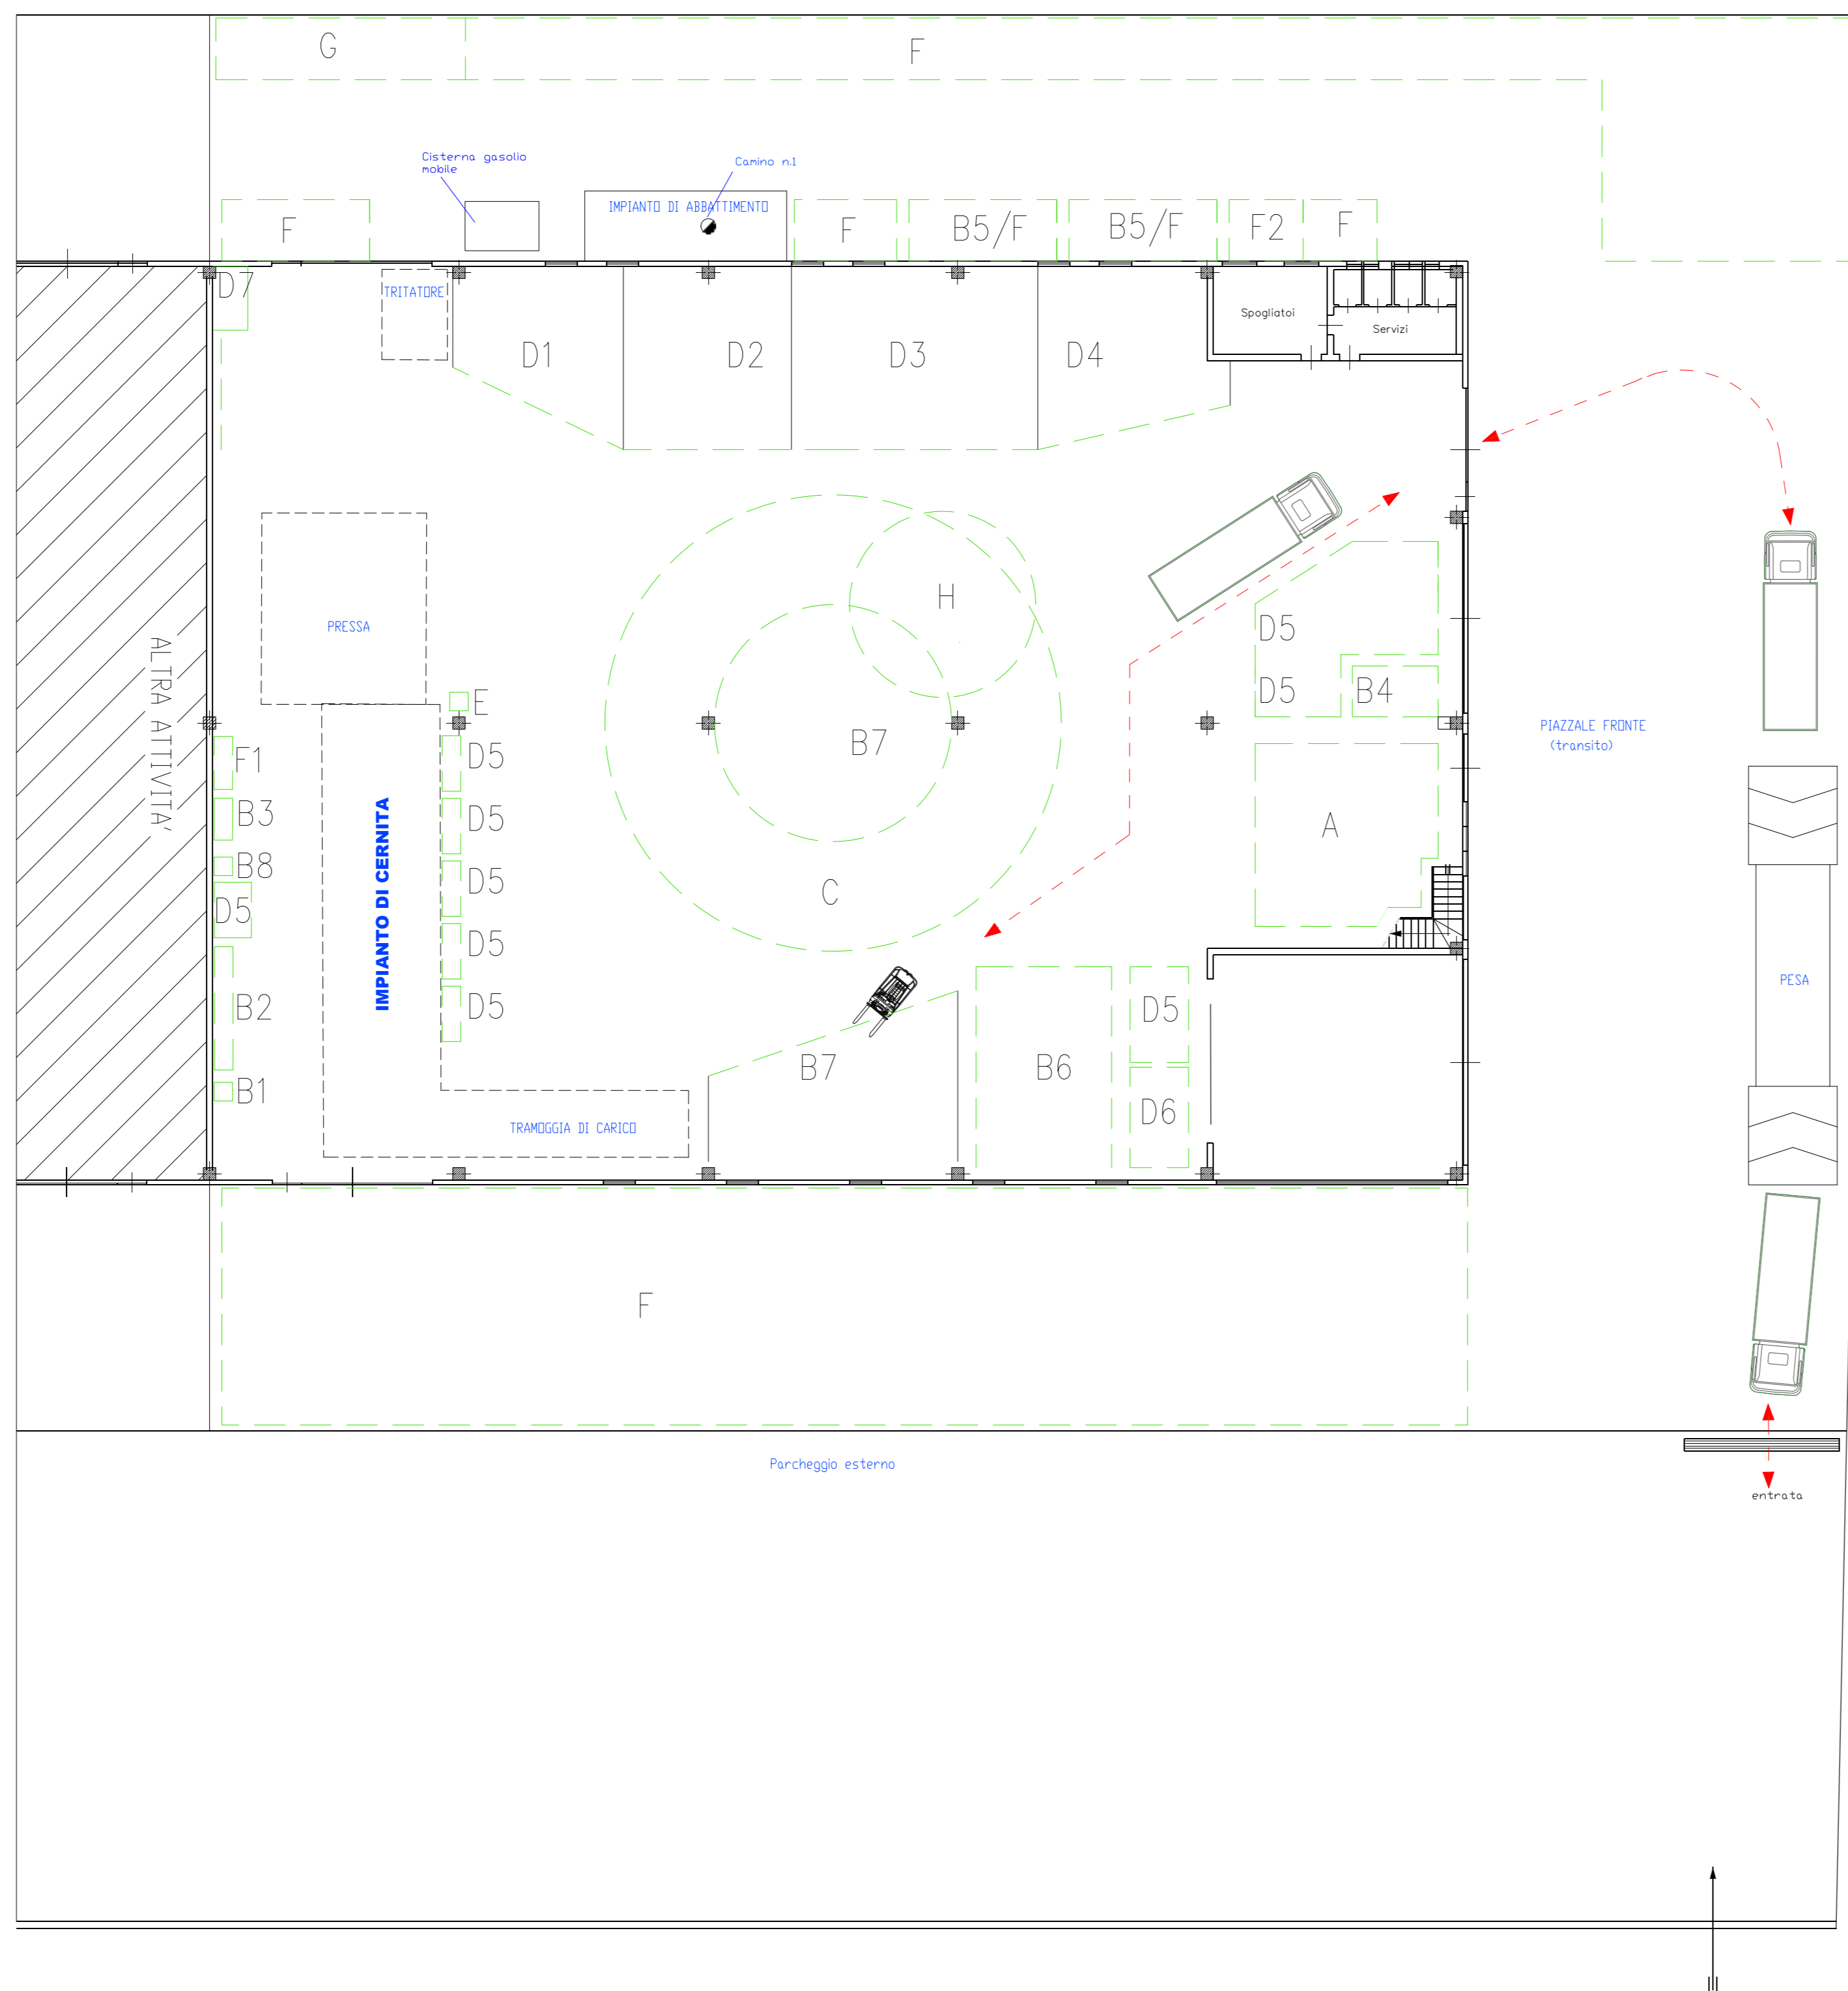 G
F
Cisterna gasolio
mobile
Camino n.1
IMPIANTO DI ABBATTIMENTO
F
F
B5/F
B5/F
F2
F
D7
TRITATORE
D1
D2
D3
D4
Spogliatoi
Servizi
H
PRESSA
D5
ALTRA ATTIVITA'
E
D5
B4
PIAZZALE FRONTE
(transito)
F1
D5
B7
B3
D5
A
B8
D5
C
D5
IMPIANTO DI CERNITA
D5
PESA
B2
D5
D5
B7
B6
B1
D6
TRAMOGGIA DI CARICO
F
Parcheggio esterno
entrata